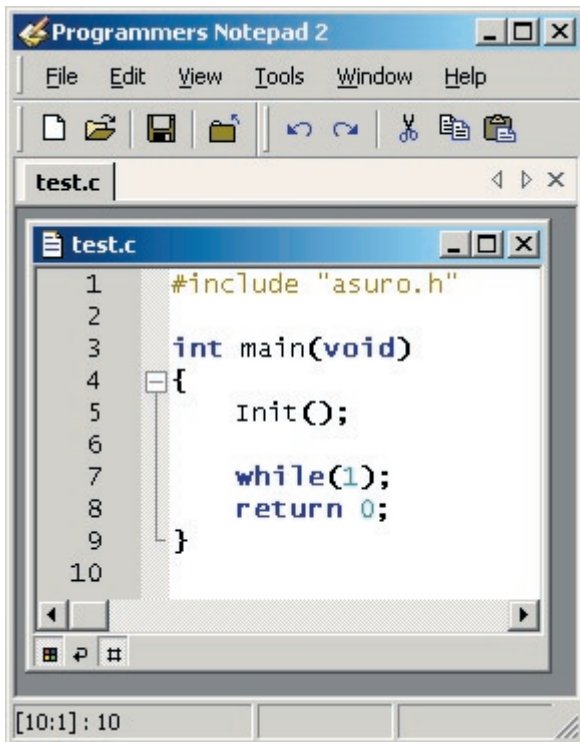 Programmers Notepad 2
File Edit View Tools Window Help
test.c
test.c
1 #include "asuro.h"
2
3 int main(void)
4 {
5 Init();
6
7 while(1);
8 return 0;
9 }
10
[10:1] : 10